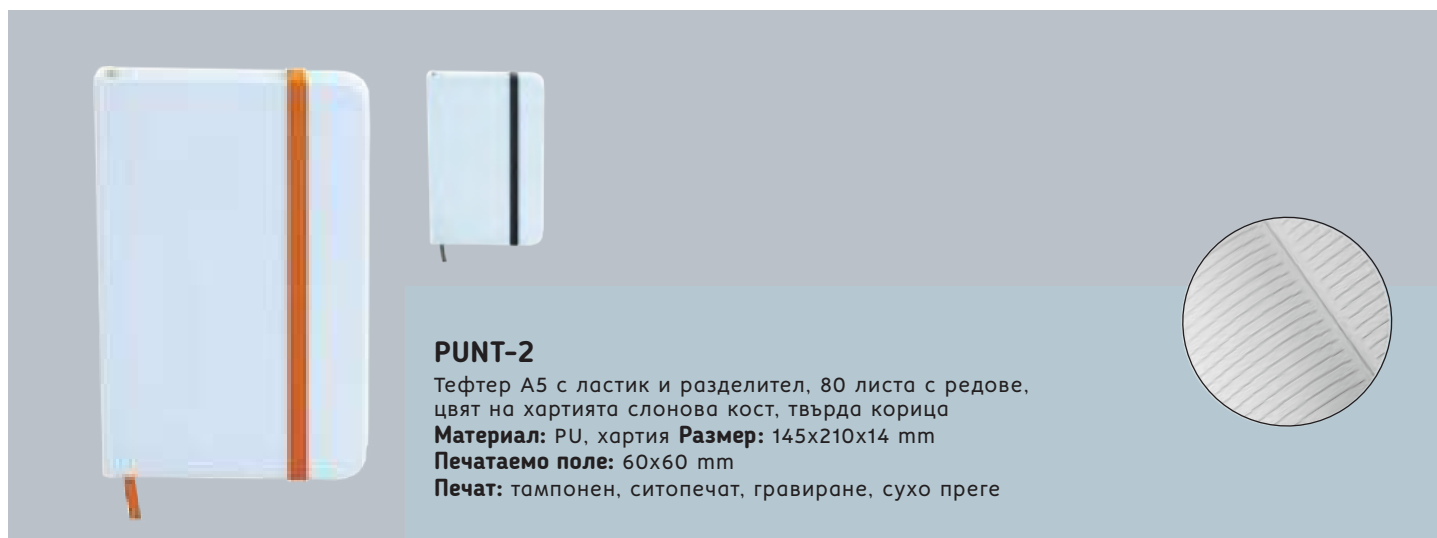 PUNT-2
Тефтер А5 с ластик и разделител, 80 листа с редове,
цвят на хартията слонова кост, твърда корица
Материал: PU, хартия Размер: 145x210x14 mm
Печатаемо поле: 60x60 mm
Печат: тампонен, ситопечат, гравиране, сухо преге